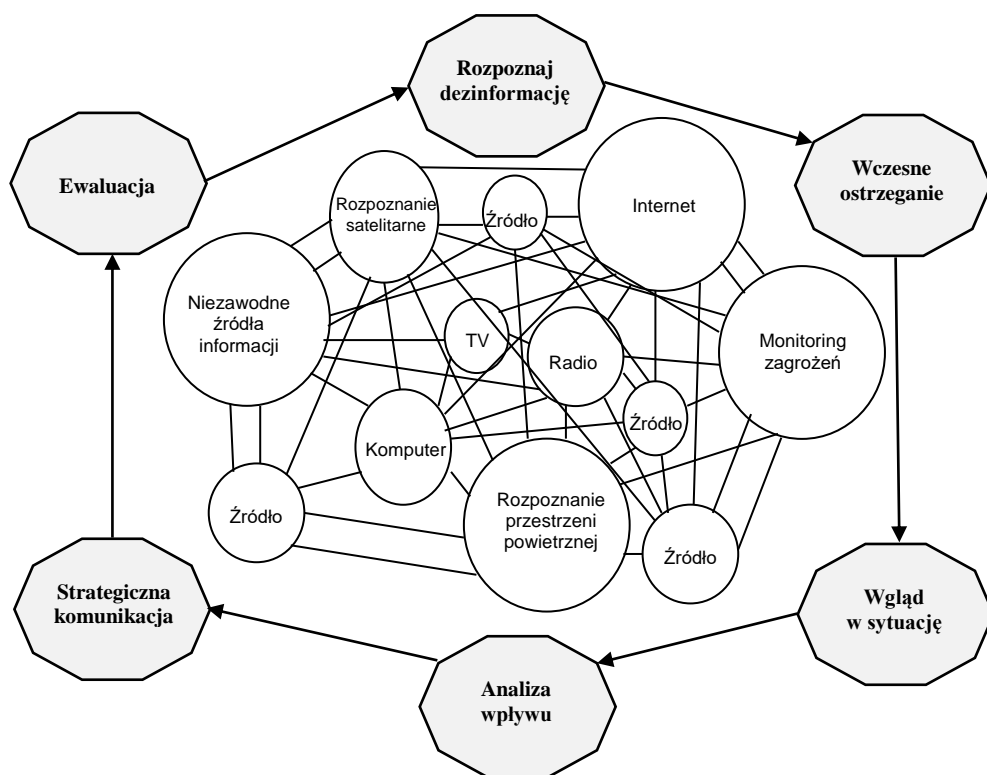 Rozpoznaj
dezinformację
Ewaluacja
Wczesne
ostrzeganie
Rozpoznanie
satelitarne
Źródło
Internet
Niezawodne
źródła
informacji
TV
Radio
Monitoring
zagrożeń
Komputer
Źródło
Źródło
Rozpoznanie
przestrzeni
powietrznej
Źródło
Strategiczna
komunikacja
Wgląd
w sytuację
Analiza
wpływu